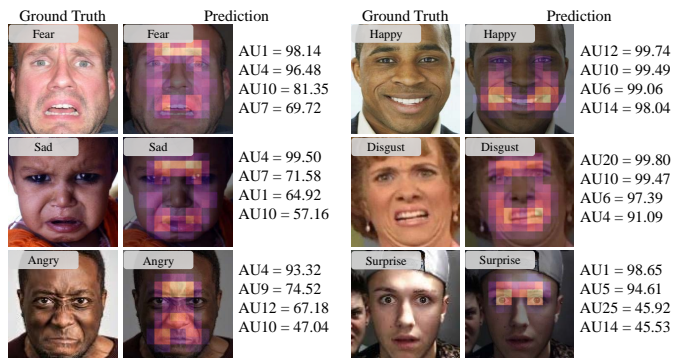 Ground Truth Prediction Ground Truth Prediction
Fear Fear Happy Happy
AU1 = 98.14
AU4 = 96.48
AU10 = 81.35
AU7 = 69.72
AU12 = 99.74
AU10 = 99.49
AU6 = 99.06
AU14 = 98.04
Sad Sad Disgust Disgust
AU4 = 99.50
AU7 = 71.58
AU1 = 64.92
AU10 = 57.16
AU20 = 99.80
AU10 = 99.47
AU6 = 97.39
AU4 = 91.09
Angry Angry Surprise Surprise
AU4 = 93.32
AU9 = 74.52
AU12 = 67.18
AU10 = 47.04
AU1 = 98.65
AU5 = 94.61
AU25 = 45.92
AU14 = 45.53